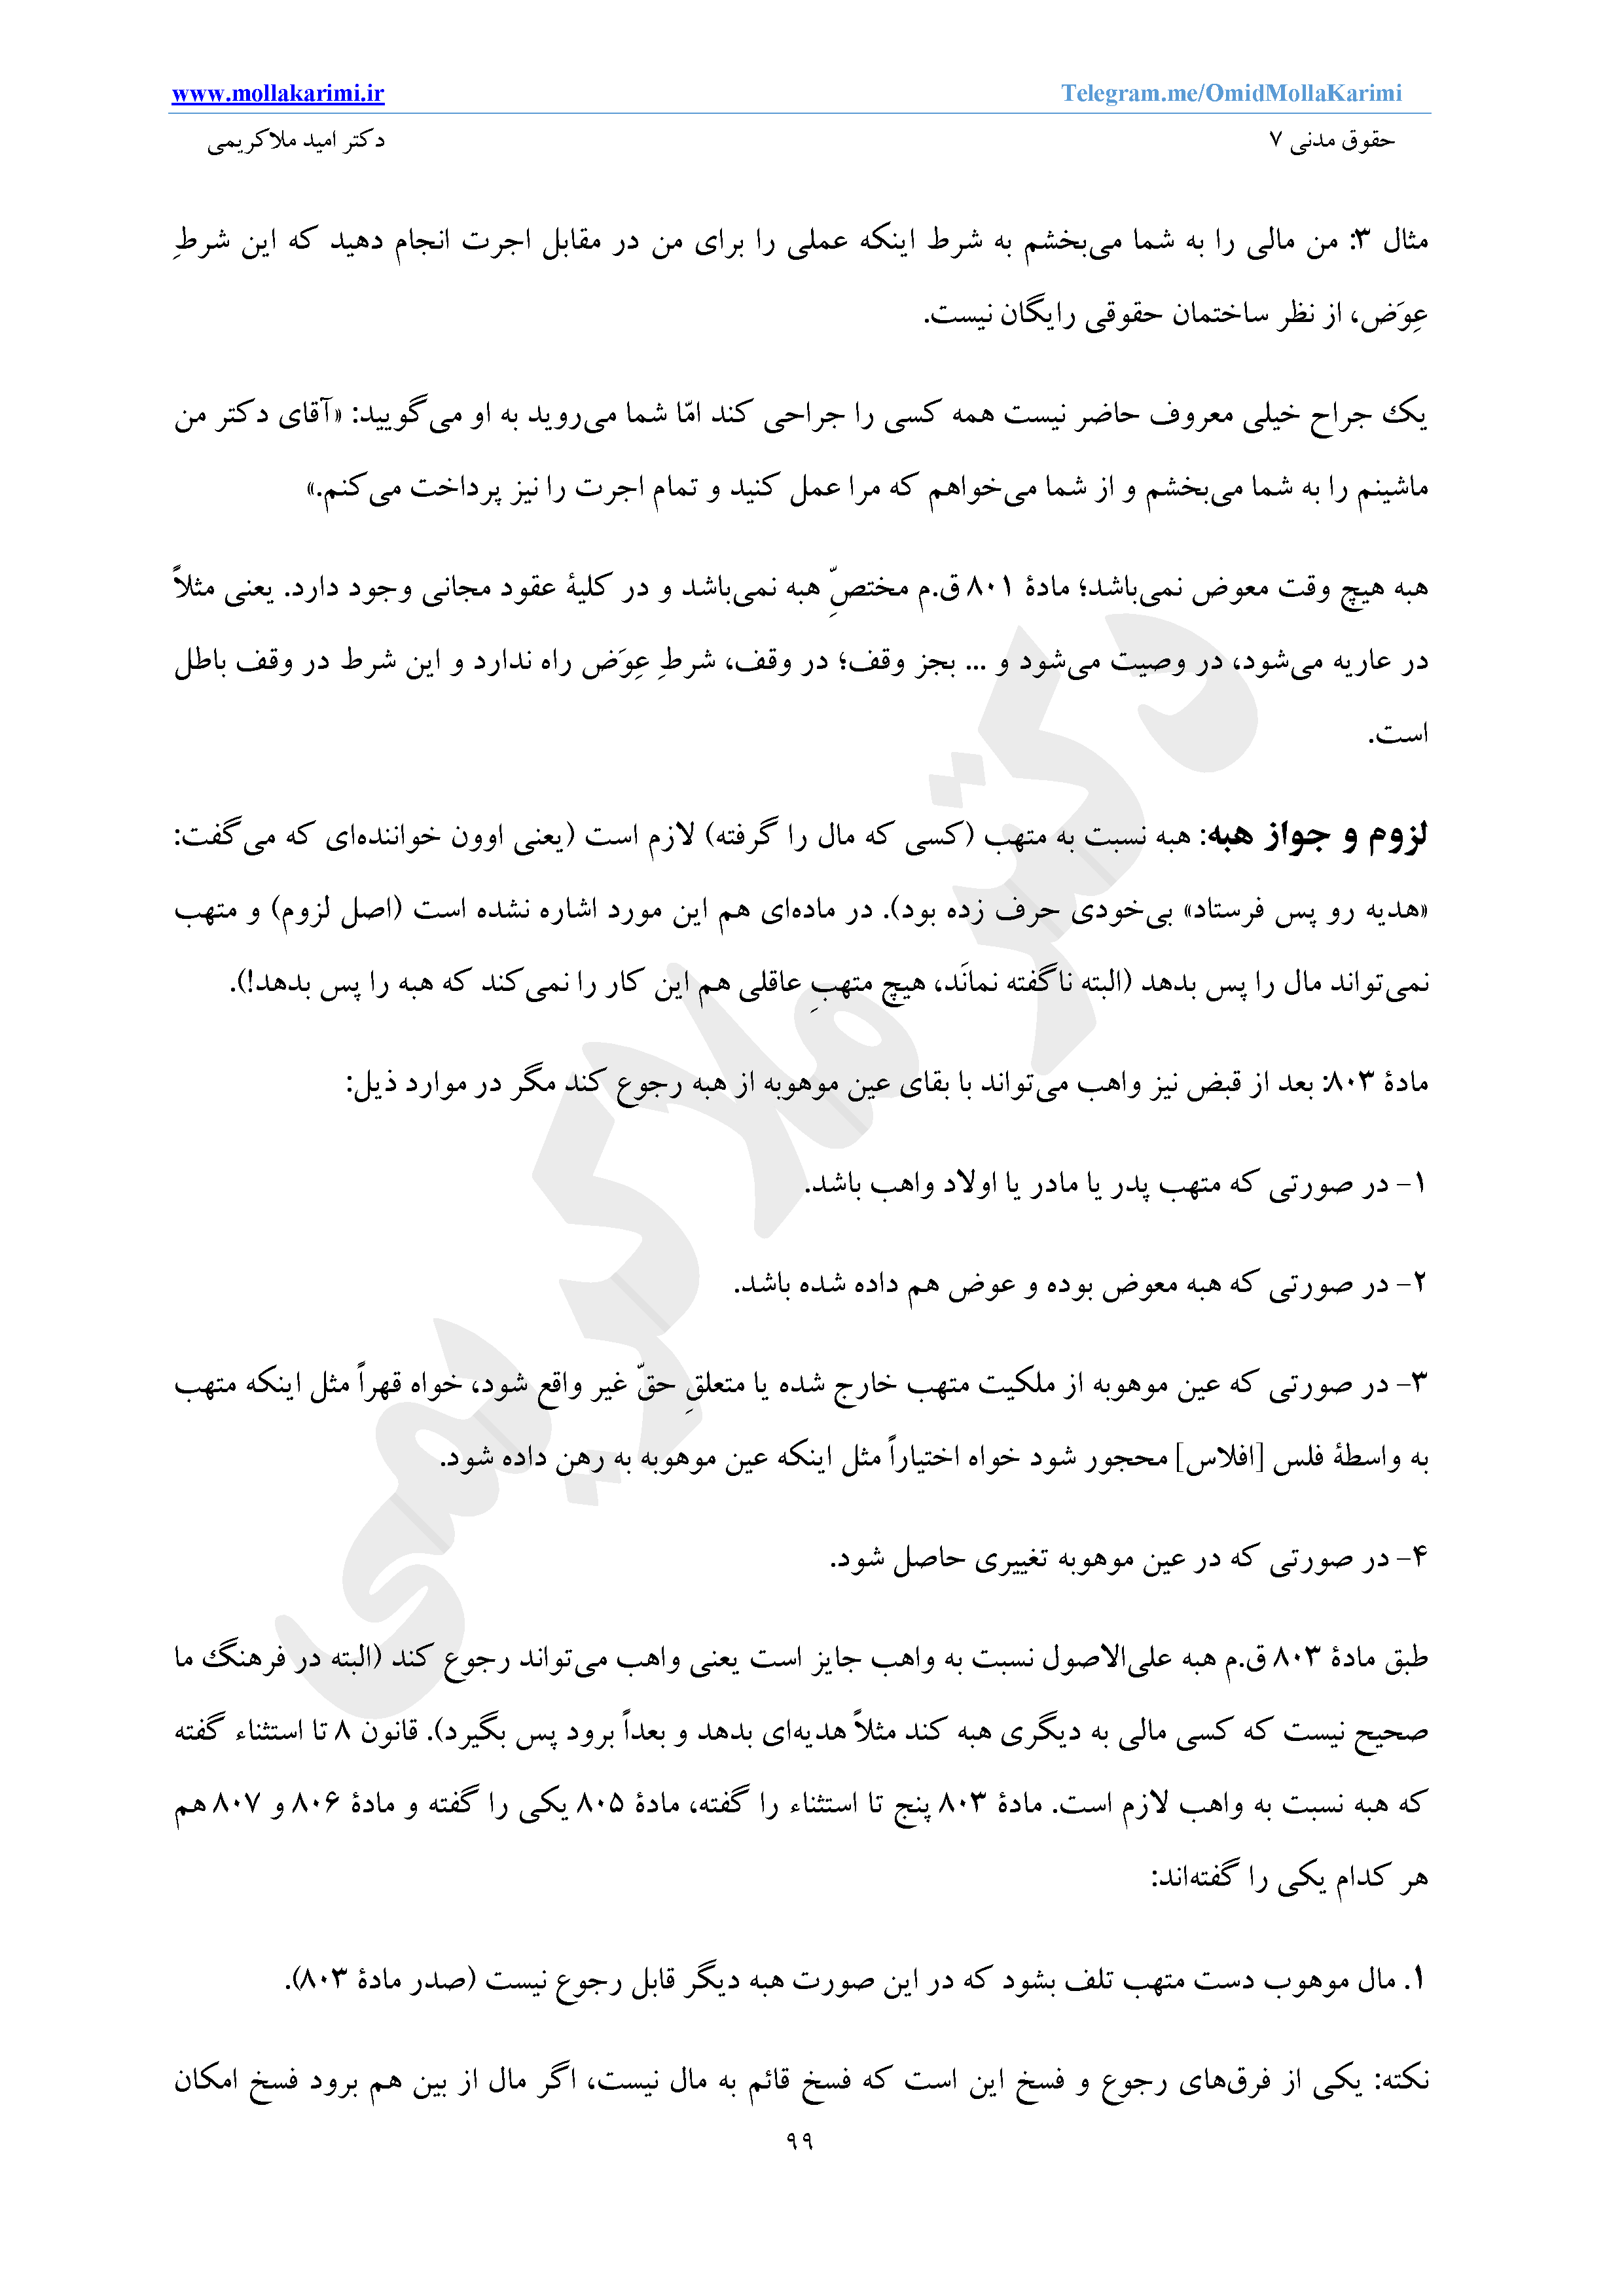 www.mollakarimi.ir Telegram.me/OmidMollaKarimi
حقوق مدنی ۷ دکتر امید ملاکریمی
مثال ۳: من مالی را به شما می‌بخشم به شرط اینکه عملی را برای من در مقابل اجرت انجام دهید که این شرطِ
عِوَض، از نظر ساختمان حقوقی رایگان نیست.
یک جراح خیلی معروف حاضر نیست همه کسی را جراحی کند امّا شما می‌روید به او می‌گویید: «آقای دکتر من
ماشینم را به شما می‌بخشم و از شما می‌خواهم که مرا عمل کنید و تمام اجرت را نیز پرداخت می‌کنم.»
هبه هیچ وقت معوض نمی‌باشد؛ مادۀ ۸۰۱ ق.م مختصِّ هبه نمی‌باشد و در کلیۀ عقود مجانی وجود دارد. یعنی مثلاً
در عاریه می‌شود، در وصیت می‌شود و ... بجز وقف؛ در وقف، شرطِ عِوَض راه ندارد و این شرط در وقف باطل
است.
لزوم و جواز هبه: هبه نسبت به متهب (کسی که مال را گرفته) لازم است (یعنی اوون خواننده‌ای که می‌گفت:
«هدیه رو پس فرستاد» بی‌خودی حرف زده بود). در ماده‌ای هم این مورد اشاره نشده است (اصل لزوم) و متهب
نمی‌تواند مال را پس بدهد (البته ناگفته نمانَد، هیچ متهبِ عاقلی هم این کار را نمی‌کند که هبه را پس بدهد!).
مادۀ ۸۰۳: بعد از قبض نیز واهب می‌تواند با بقای عین موهوبه از هبه رجوع کند مگر در موارد ذیل:
۱- در صورتی که متهب پدر یا مادر یا اولاد واهب باشد.
۲- در صورتی که هبه معوض بوده و عوض هم داده شده باشد.
۳- در صورتی که عین موهوبه از ملکیت متهب خارج شده یا متعلقِ حقّ غیر واقع شود، خواه قهراً مثل اینکه متهب
به واسطۀ فلس [افلاس] محجور شود خواه اختیاراً مثل اینکه عین موهوبه به رهن داده شود.
۴- در صورتی که در عین موهوبه تغییری حاصل شود.
طبق مادۀ ۸۰۳ ق.م هبه علی‌الاصول نسبت به واهب جایز است یعنی واهب می‌تواند رجوع کند (البته در فرهنگ ما
صحیح نیست که کسی مالی به دیگری هبه کند مثلاً هدیه‌ای بدهد و بعداً برود پس بگیرد). قانون ۸ تا استثناء گفته
که هبه نسبت به واهب لازم است. مادۀ ۸۰۳ پنج تا استثناء را گفته، مادۀ ۸۰۵ یکی را گفته و مادۀ ۸۰۶ و ۸۰۷ هم
هر کدام یکی را گفته‌اند:
۱. مال موهوب دست متهب تلف بشود که در این صورت هبه دیگر قابل رجوع نیست (صدر مادۀ ۸۰۳).
نکته: یکی از فرق‌های رجوع و فسخ این است که فسخ قائم به مال نیست، اگر مال از بین هم برود فسخ امکان
۹۹
دکتر ملاکریمی